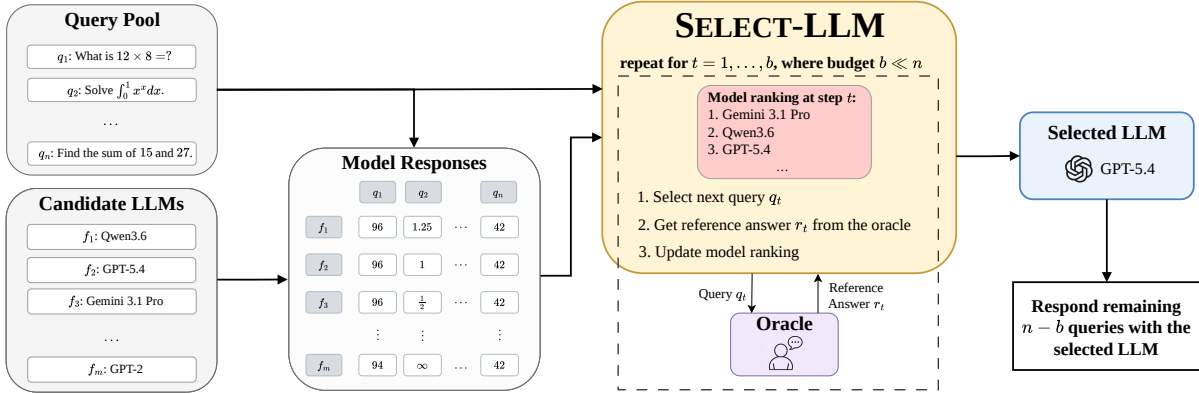 Query Pool
q₁: What is 12 × 8 =?
q₂: Solve ∫₀¹ xˣdx.
...
qₙ: Find the sum of 15 and 27.
Candidate LLMs
f₁: Qwen3.6
f₂: GPT-5.4
f₃: Gemini 3.1 Pro
...
fₘ: GPT-2
Model Responses
q₁ q₂ qₙ
f₁ 96 1.25 ⋯ 42
f₂ 96 1 ⋯ 42
f₃ 96 1/2 ⋯ 42
⋮ ⋮ ⋮
fₘ 94 ∞ ⋯ 42
SELECT-LLM
repeat for t = 1, . . . , b, where budget b ≪ n
Model ranking at step t:
1. Gemini 3.1 Pro
2. Qwen3.6
3. GPT-5.4
...
1. Select next query qₜ
2. Get reference answer rₜ from the oracle
3. Update model ranking
Query qₜ
Reference
Answer rₜ
Oracle
Selected LLM
GPT-5.4
Respond remaining
n − b queries with the
selected LLM